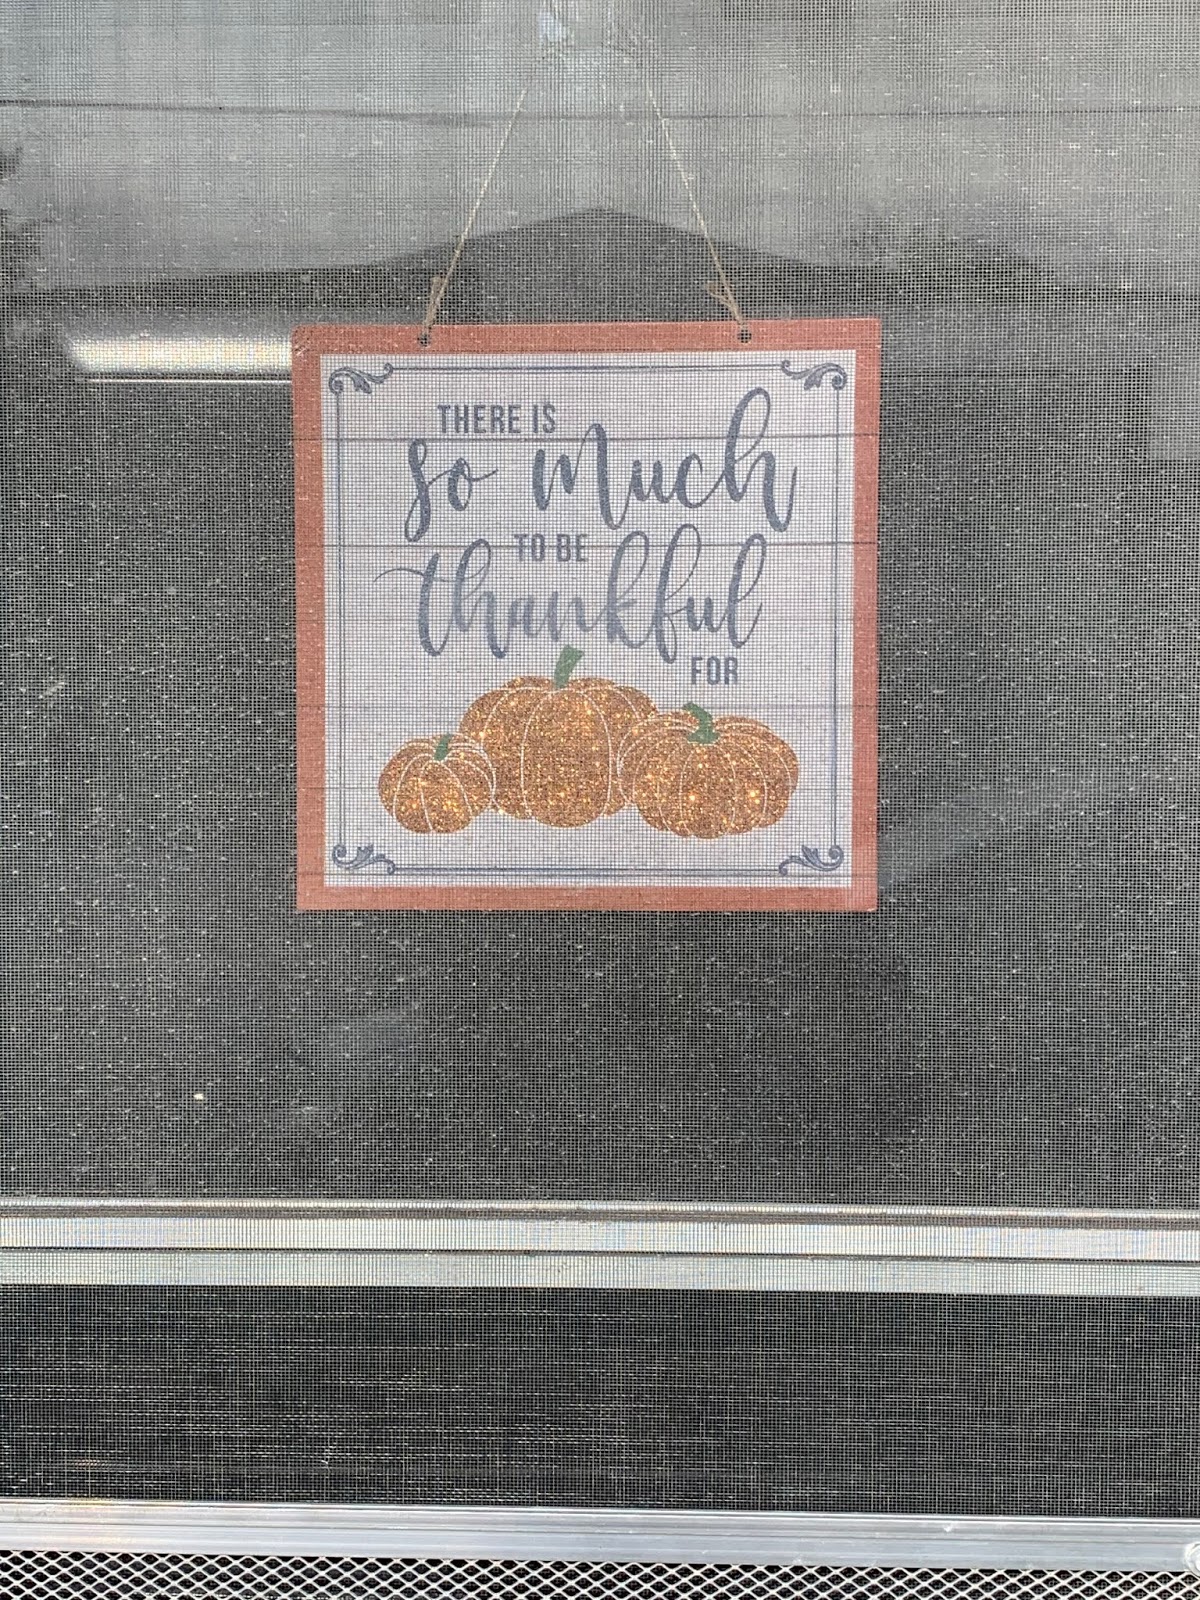 THERE IS
so Much
TO BE
thankful
FOR